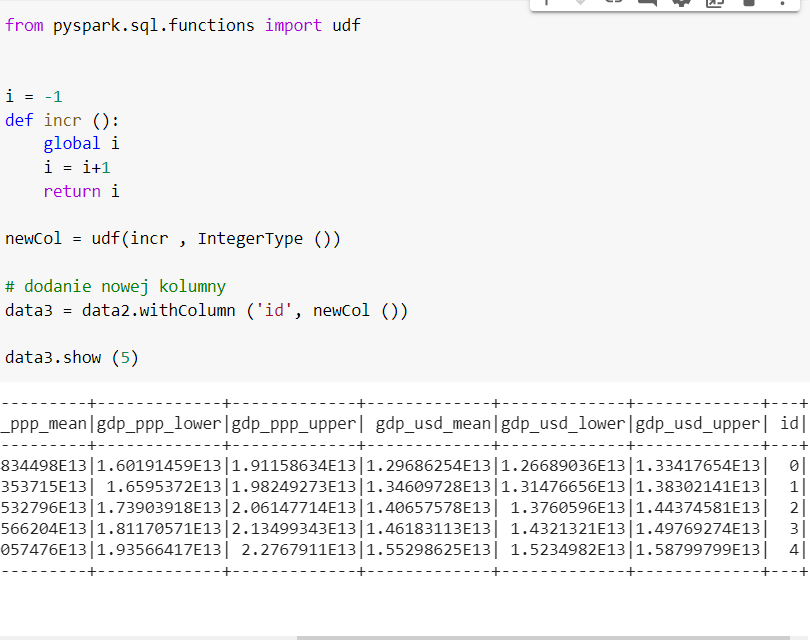 from pyspark.sql.functions import udf
i = -1
def incr ():
    global i
    i = i+1
    return i
newCol = udf(incr , IntegerType ())
# dodanie nowej kolumny
data3 = data2.withColumn ('id', newCol ())
data3.show (5)
---------+-------------+-------------+-------------+-------------+-------------+---+
_ppp_mean|gdp_ppp_lower|gdp_ppp_upper| gdp_usd_mean|gdp_usd_lower|gdp_usd_upper| id|
---------+-------------+-------------+-------------+-------------+-------------+---+
834498E13|1.60191459E13|1.91158634E13|1.29686254E13|1.26689036E13|1.33417654E13|  0|
353715E13| 1.6595372E13|1.98249273E13|1.34609728E13|1.31476656E13|1.38302141E13|  1|
532796E13|1.73903918E13|2.06147714E13|1.40657578E13| 1.3760596E13|1.44374581E13|  2|
566204E13|1.81170571E13|2.13499343E13|1.46183113E13| 1.4321321E13|1.49769274E13|  3|
057476E13|1.93566417E13| 2.2767911E13|1.55298625E13| 1.5234982E13|1.58799799E13|  4|
---------+-------------+-------------+-------------+-------------+-------------+---+